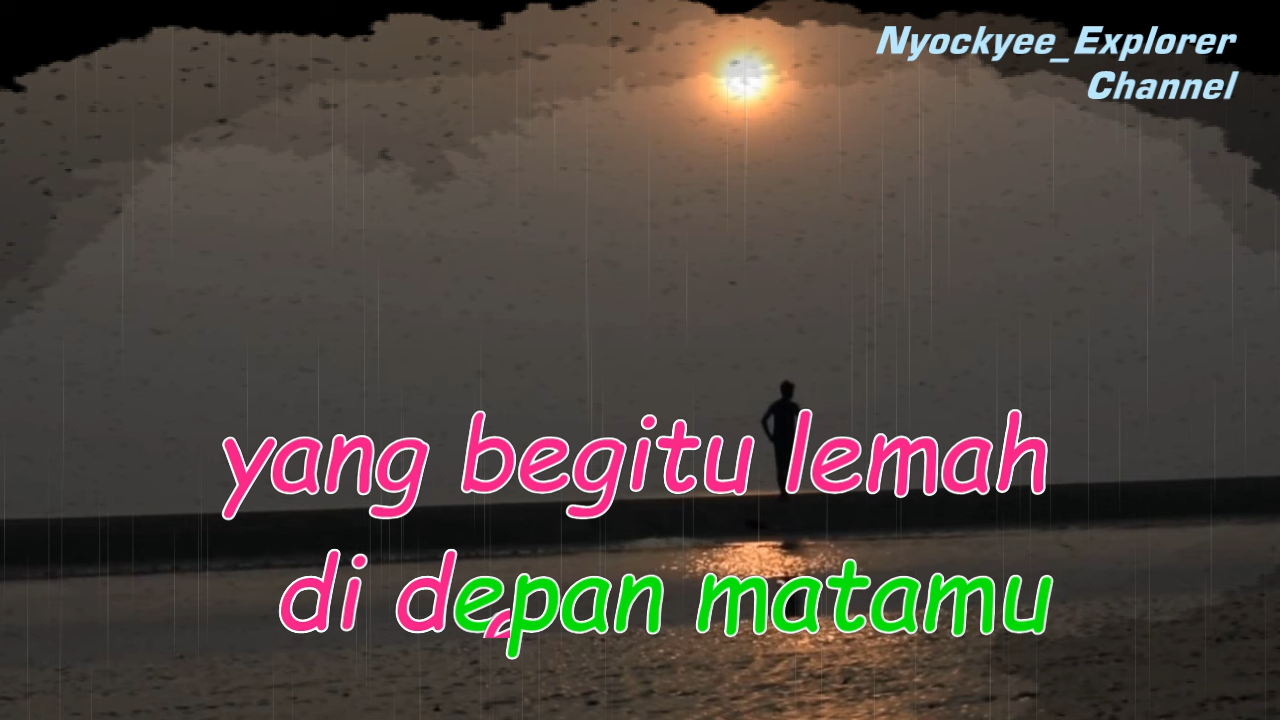 Nyockyee_Explorer
Channel
yang begitu lemah
di depan matamu